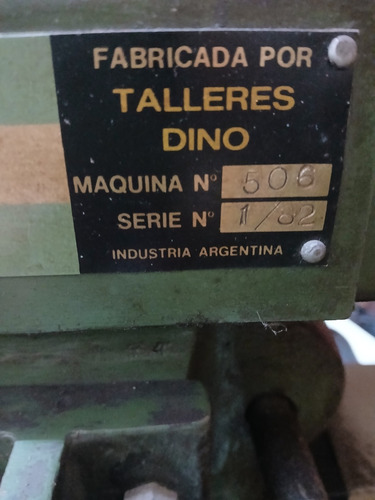 FABRICADA POR
TALLERES
DINO
MAQUINA Nº 506
SERIE Nº 1/82
INDUSTRIA ARGENTINA